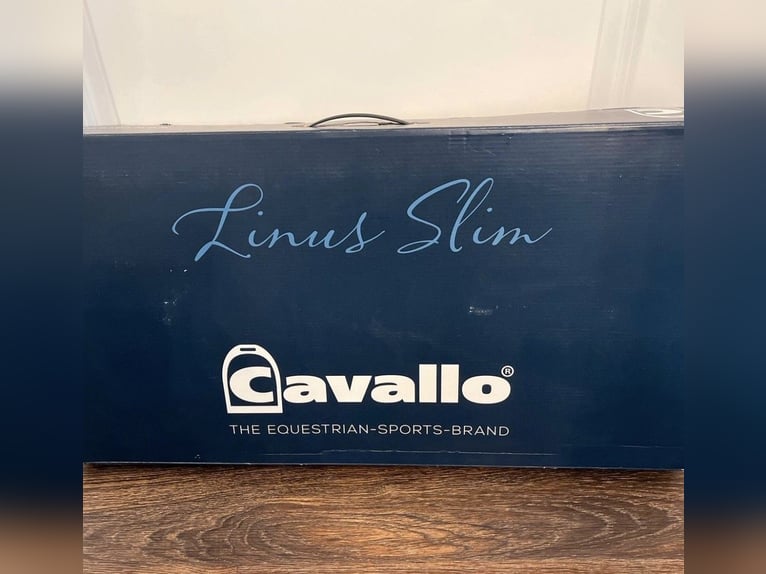 Linus Slim
Cavallo®
THE EQUESTRIAN-SPORTS-BRAND